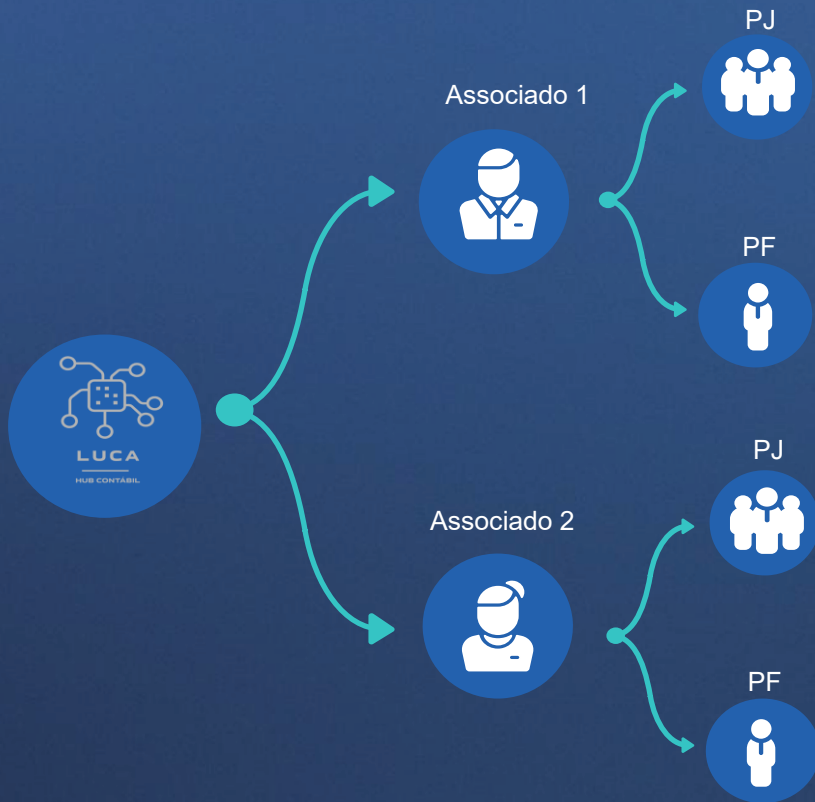 PJ
Associado 1
PF
LUCA
HUB CONTÁBIL
PJ
Associado 2
PF